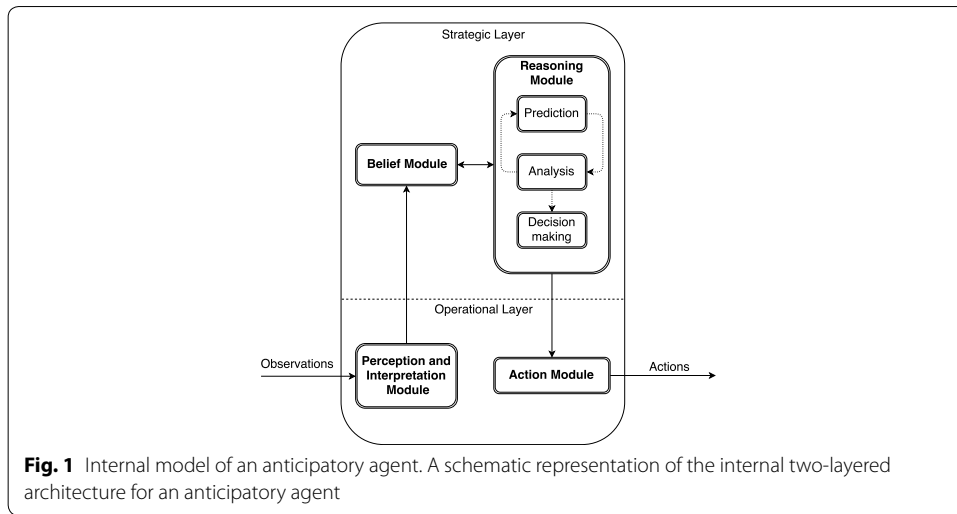 Strategic Layer
Reasoning
Module
Prediction
Belief Module
Analysis
Decision
making
Operational Layer
Observations
Perception and
Interpretation
Module
Action Module
Actions
Fig. 1 Internal model of an anticipatory agent. A schematic representation of the internal two-layered
architecture for an anticipatory agent